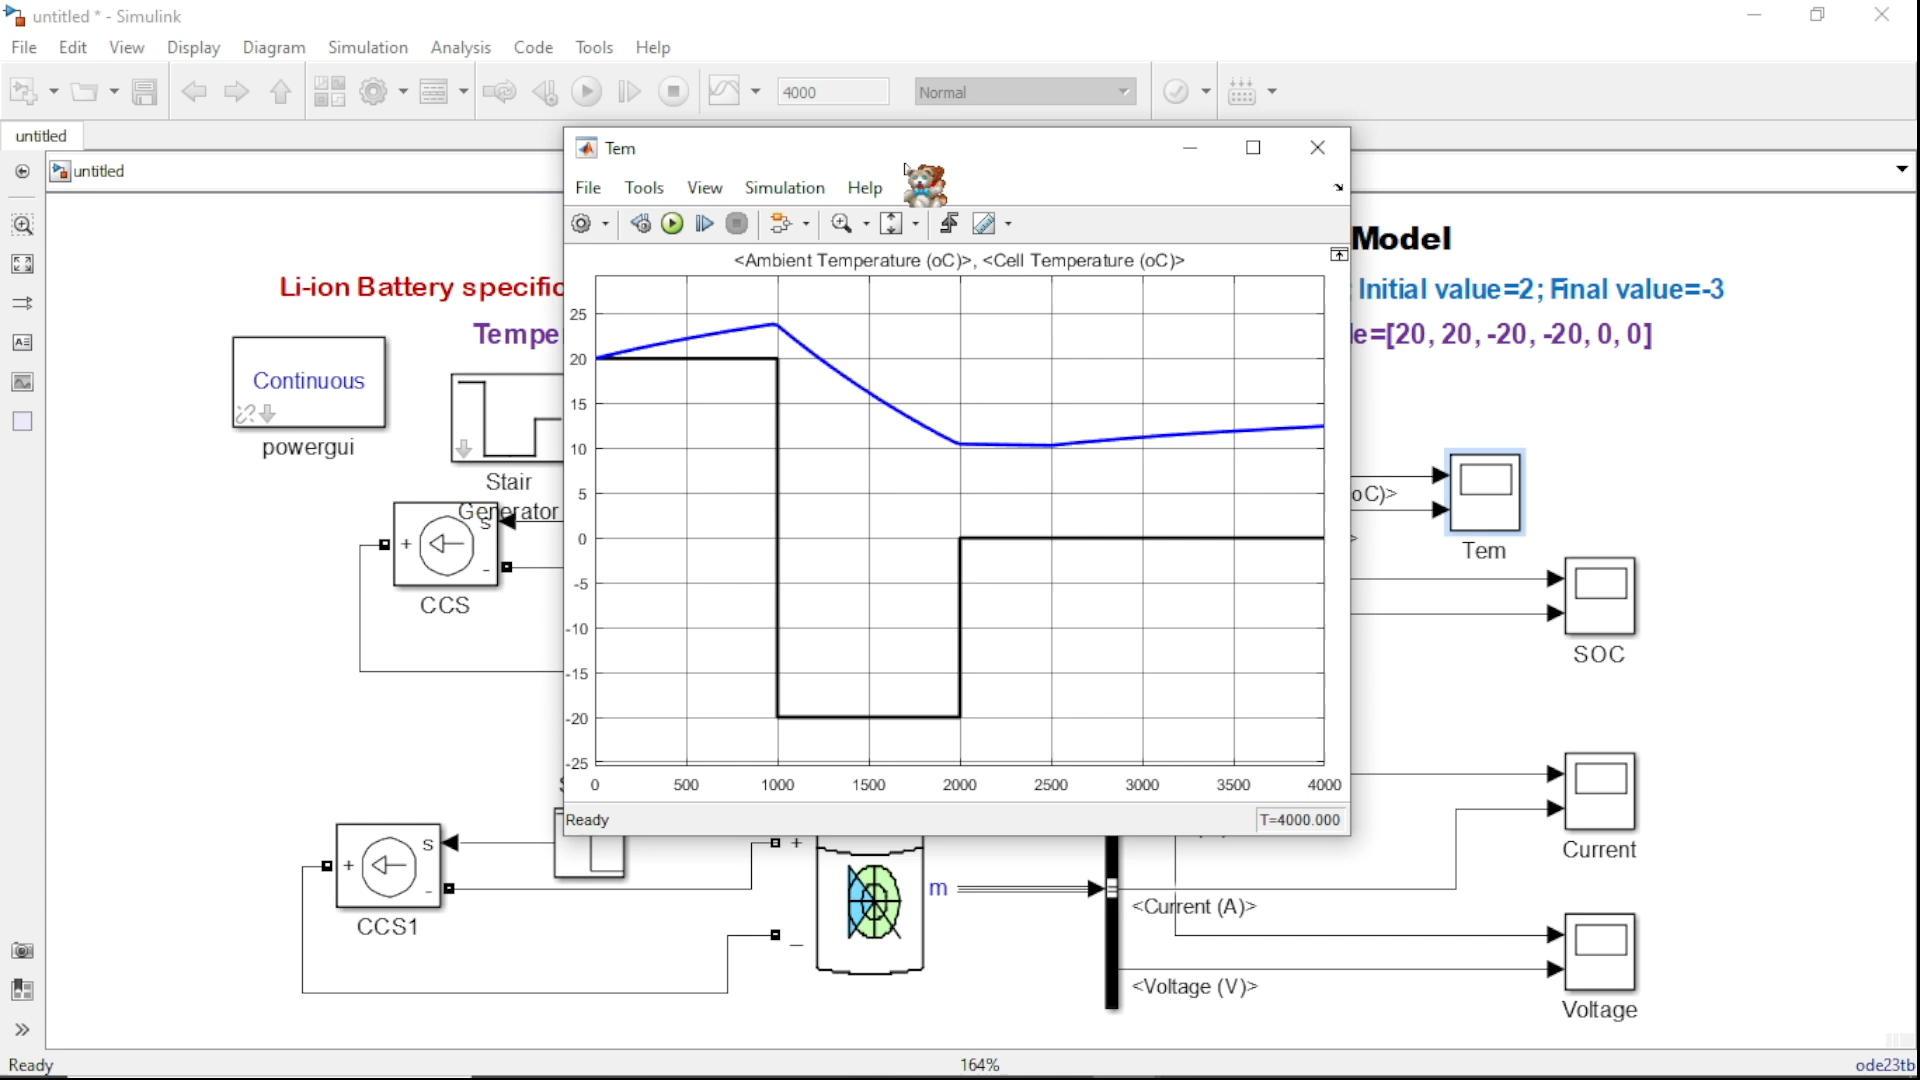 untitled * - Simulink
File Edit View Display Diagram Simulation Analysis Code Tools Help
4000
Normal
untitled
untitled
Tem
File Tools View Simulation Help
<Ambient Temperature (oC)>, <Cell Temperature (oC)>
25
20
15
10
5
0
-5
-10
-15
-20
-25
0 500 1000 1500 2000 2500 3000 3500 4000
Ready
T=4000.000
Model
Li-ion Battery specific
Initial value=2; Final value=-3
Tempe
e=[20, 20, -20, -20, 0, 0]
Continuous
powergui
Stair
Generator
S
+
-
CCS
oC)>
>
Tem
SOC
S
+
-
CCS1
+
_
m
<Current (A)>
<Voltage (V)>
Current
Voltage
Ready
164%
ode23tb